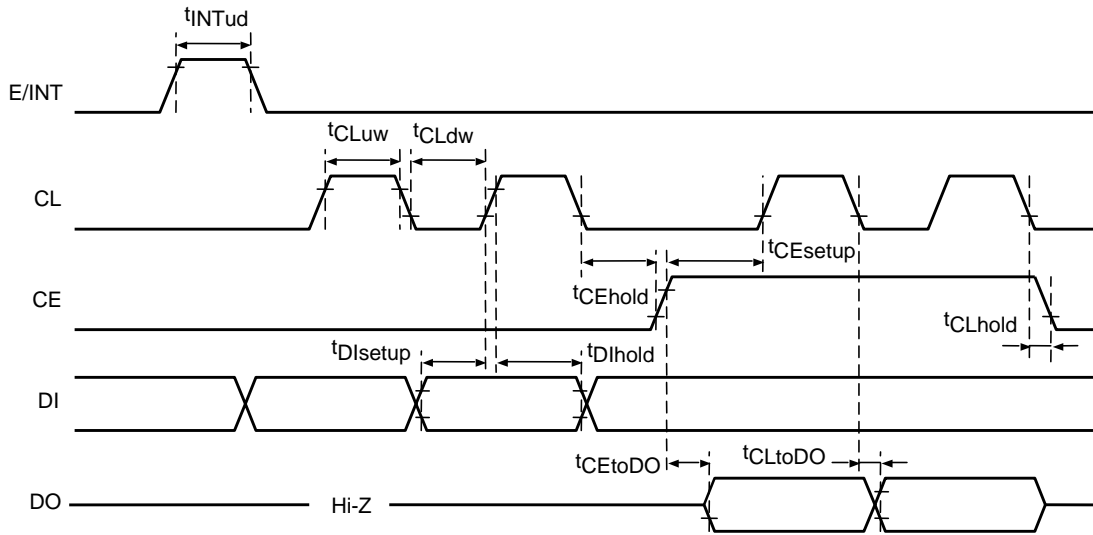 tINTud
E/INT
tCLuw tCLdw
CL
tCEsetup
tCEhold
CE
tCLhold
tDIsetup tDIhold
DI
tCEtoDO tCLtoDO
DO Hi-Z